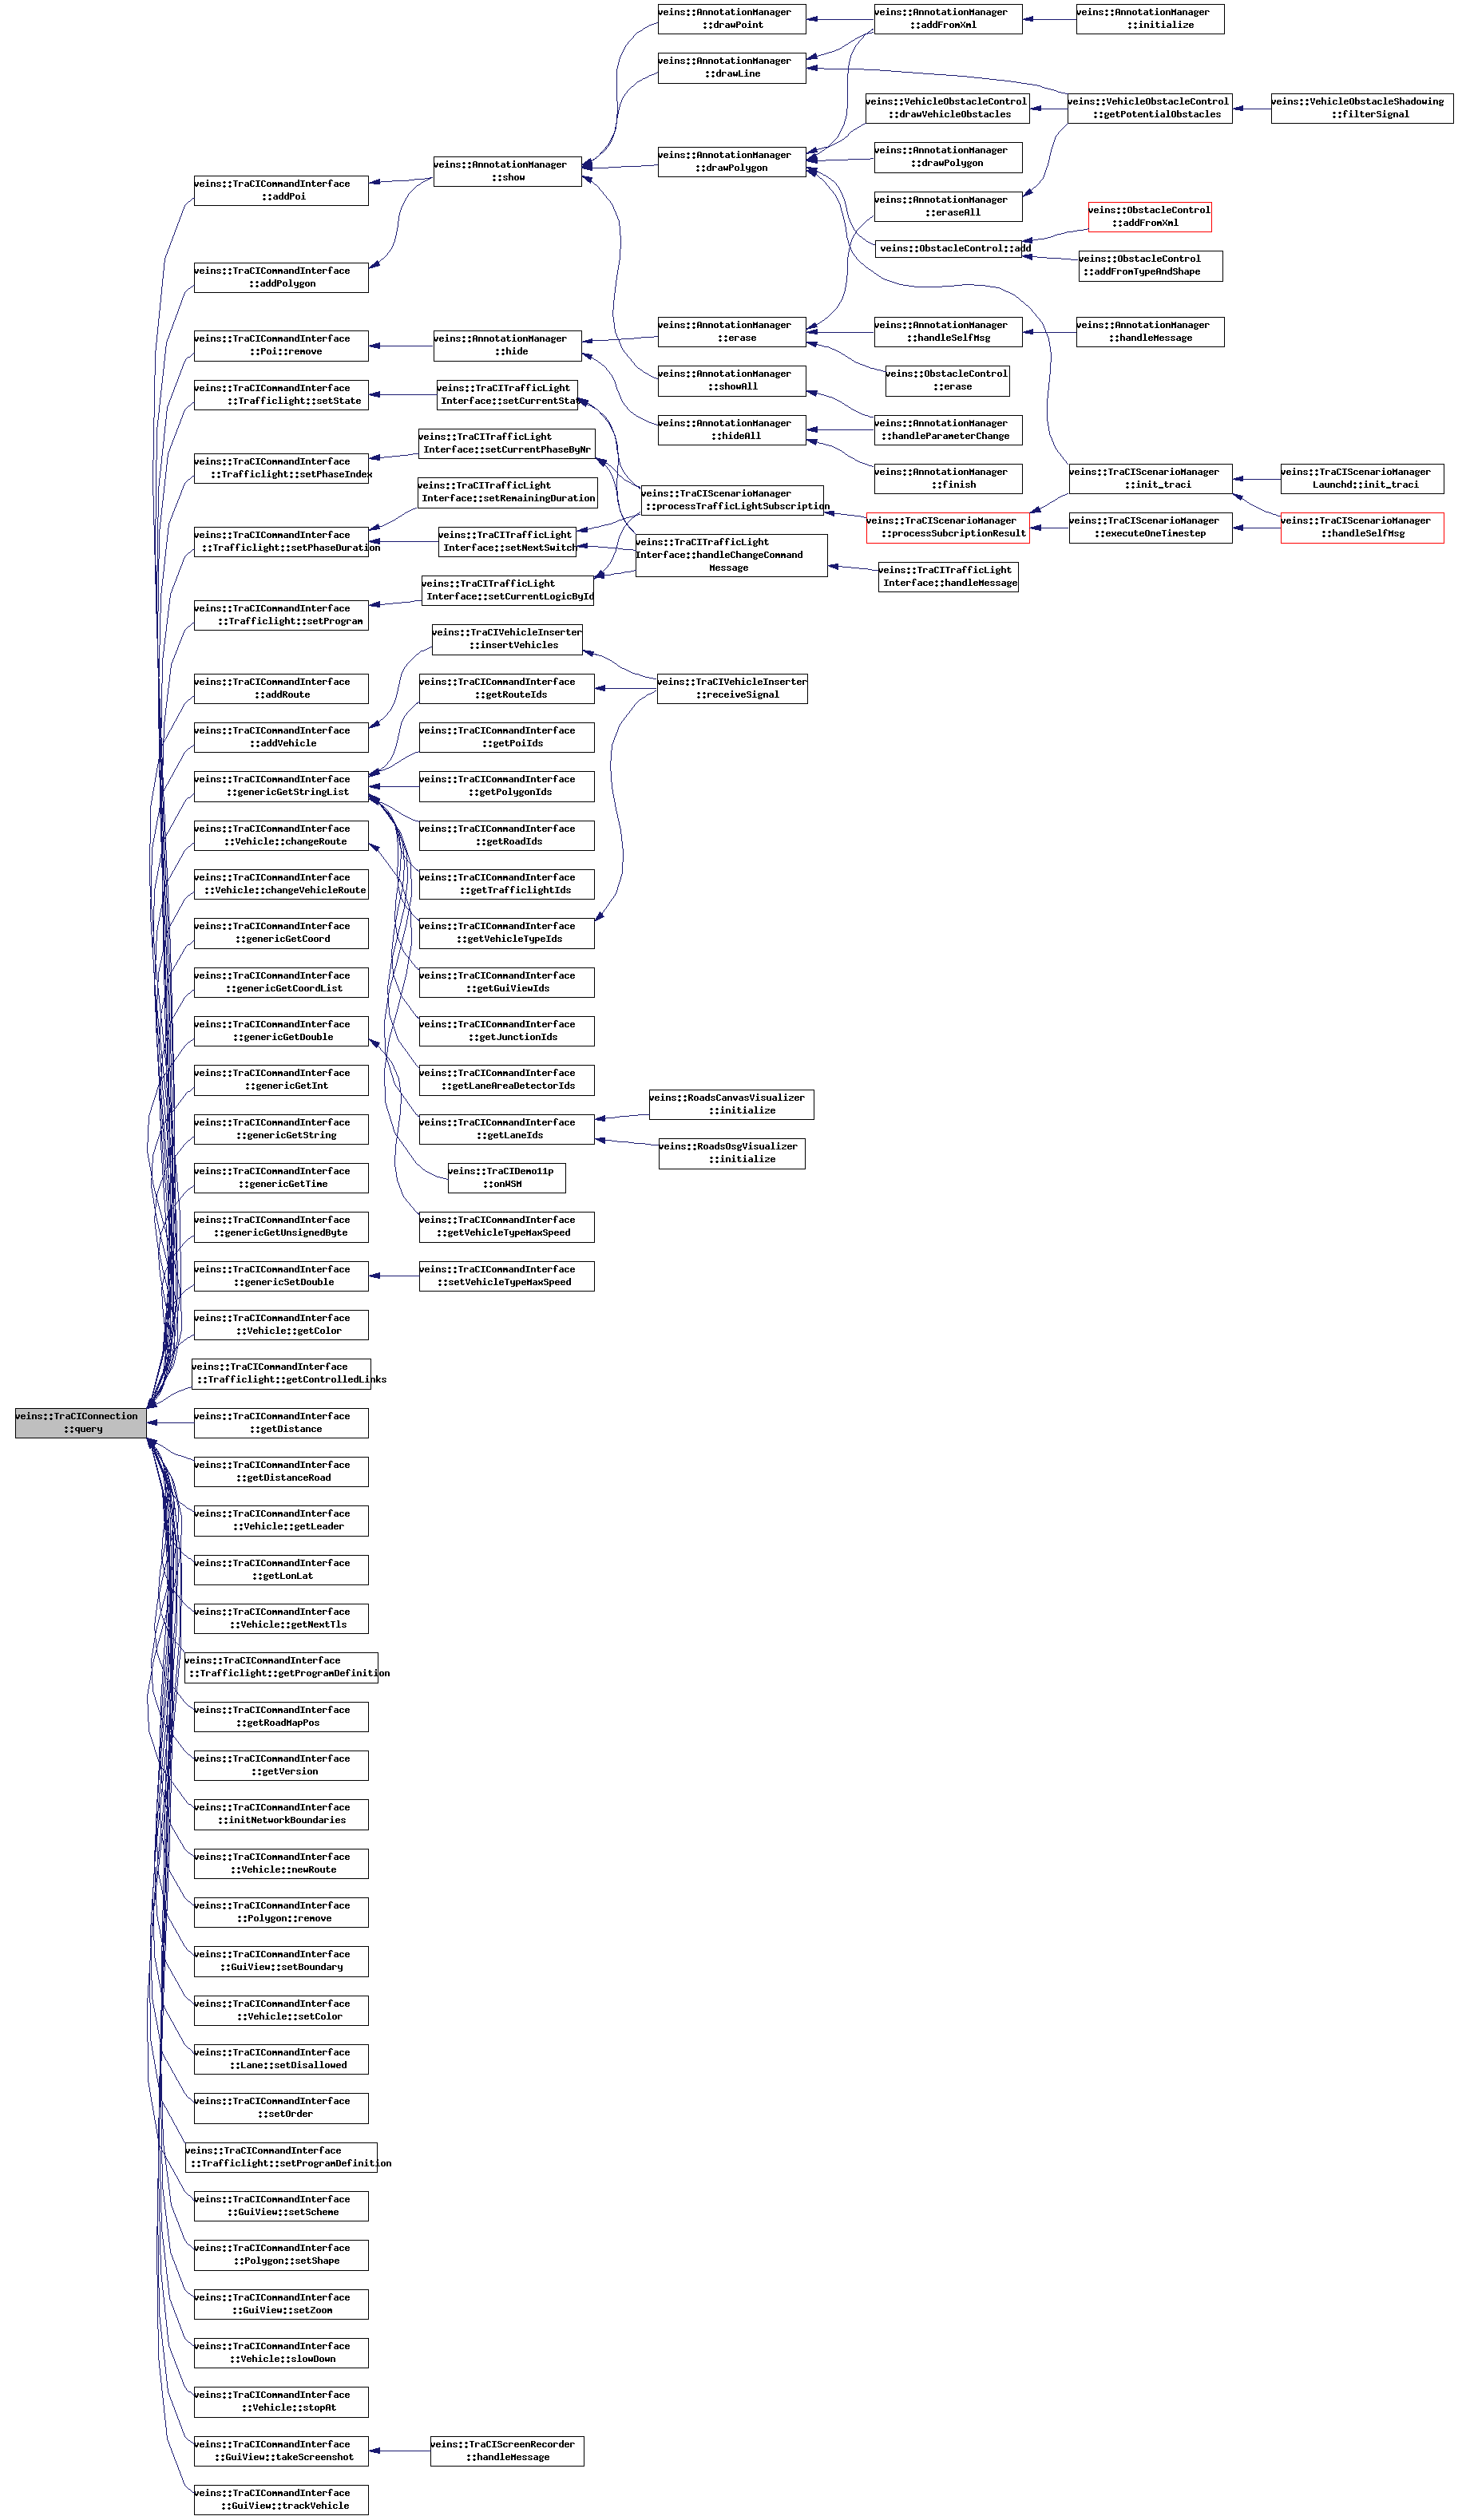 veins::AnnotationManager
::drawPoint
veins::AnnotationManager
::addFromXml
veins::AnnotationManager
::initialize
veins::AnnotationManager
::drawLine
veins::VehicleObstacleControl
::drawVehicleObstacles
veins::VehicleObstacleControl
::getPotentialObstacles
veins::VehicleObstacleShadowing
::filterSignal
veins::AnnotationManager
::show
veins::AnnotationManager
::drawPolygon
veins::AnnotationManager
::drawPolygon
veins::TraCICommandInterface
::addPoi
veins::AnnotationManager
::eraseAll
veins::ObstacleControl
::addFromXml
veins::ObstacleControl::add
veins::ObstacleControl
::addFromTypeAndShape
veins::TraCICommandInterface
::addPolygon
veins::TraCICommandInterface
::Poi::remove
veins::AnnotationManager
::hide
veins::AnnotationManager
::erase
veins::AnnotationManager
::handleSelfMsg
veins::AnnotationManager
::handleMessage
veins::TraCICommandInterface
::Trafficlight::setState
veins::TraCITrafficLight
Interface::setCurrentState
veins::AnnotationManager
::showAll
veins::ObstacleControl
::erase
veins::AnnotationManager
::hideAll
veins::AnnotationManager
::handleParameterChange
veins::TraCICommandInterface
::Trafficlight::setPhaseIndex
veins::TraCITrafficLight
Interface::setCurrentPhaseByNr
veins::AnnotationManager
::finish
veins::TraCIScenarioManager
::init_traci
veins::TraCIScenarioManager
Launchd::init_traci
veins::TraCITrafficLight
Interface::setRemainingDuration
veins::TraCIScenarioManager
::processTrafficLightSubscription
veins::TraCICommandInterface
::Trafficlight::setPhaseDuration
veins::TraCITrafficLight
Interface::setNextSwitch
veins::TraCIScenarioManager
::processSubcriptionResult
veins::TraCIScenarioManager
::executeOneTimestep
veins::TraCIScenarioManager
::handleSelfMsg
veins::TraCITrafficLight
Interface::handleChangeCommand
Message
veins::TraCITrafficLight
Interface::handleMessage
veins::TraCICommandInterface
::Trafficlight::setProgram
veins::TraCITrafficLight
Interface::setCurrentLogicById
veins::TraCIVehicleInserter
::insertVehicles
veins::TraCICommandInterface
::addRoute
veins::TraCICommandInterface
::getRouteIds
veins::TraCIVehicleInserter
::receiveSignal
veins::TraCICommandInterface
::addVehicle
veins::TraCICommandInterface
::getPoiIds
veins::TraCICommandInterface
::genericGetStringList
veins::TraCICommandInterface
::getPolygonIds
veins::TraCICommandInterface
::Vehicle::changeRoute
veins::TraCICommandInterface
::getRoadIds
veins::TraCICommandInterface
::Vehicle::changeVehicleRoute
veins::TraCICommandInterface
::getTrafficlightIds
veins::TraCICommandInterface
::genericGetCoord
veins::TraCICommandInterface
::getVehicleTypeIds
veins::TraCICommandInterface
::genericGetCoordList
veins::TraCICommandInterface
::getGuiViewIds
veins::TraCICommandInterface
::genericGetDouble
veins::TraCICommandInterface
::getJunctionIds
veins::TraCICommandInterface
::genericGetInt
veins::TraCICommandInterface
::getLaneAreaDetectorIds
veins::RoadsCanvasVisualizer
::initialize
veins::TraCICommandInterface
::genericGetString
veins::TraCICommandInterface
::getLaneIds
veins::RoadsOsgVisualizer
::initialize
veins::TraCICommandInterface
::genericGetTime
veins::TraCIDemo11p
::onWSM
veins::TraCICommandInterface
::genericGetUnsignedByte
veins::TraCICommandInterface
::getVehicleTypeMaxSpeed
veins::TraCICommandInterface
::genericSetDouble
veins::TraCICommandInterface
::setVehicleTypeMaxSpeed
veins::TraCICommandInterface
::Vehicle::getColor
veins::TraCICommandInterface
::Trafficlight::getControlledLinks
veins::TraCIConnection
::query
veins::TraCICommandInterface
::getDistance
veins::TraCICommandInterface
::getDistanceRoad
veins::TraCICommandInterface
::Vehicle::getLeader
veins::TraCICommandInterface
::getLonLat
veins::TraCICommandInterface
::Vehicle::getNextTls
veins::TraCICommandInterface
::Trafficlight::getProgramDefinition
veins::TraCICommandInterface
::getRoadMapPos
veins::TraCICommandInterface
::getVersion
veins::TraCICommandInterface
::initNetworkBoundaries
veins::TraCICommandInterface
::Vehicle::newRoute
veins::TraCICommandInterface
::Polygon::remove
veins::TraCICommandInterface
::GuiView::setBoundary
veins::TraCICommandInterface
::Vehicle::setColor
veins::TraCICommandInterface
::Lane::setDisallowed
veins::TraCICommandInterface
::setOrder
veins::TraCICommandInterface
::Trafficlight::setProgramDefinition
veins::TraCICommandInterface
::GuiView::setScheme
veins::TraCICommandInterface
::Polygon::setShape
veins::TraCICommandInterface
::GuiView::setZoom
veins::TraCICommandInterface
::Vehicle::slowDown
veins::TraCICommandInterface
::Vehicle::stopAt
veins::TraCICommandInterface
::GuiView::takeScreenshot
veins::TraCIScreenRecorder
::handleMessage
veins::TraCICommandInterface
::GuiView::trackVehicle